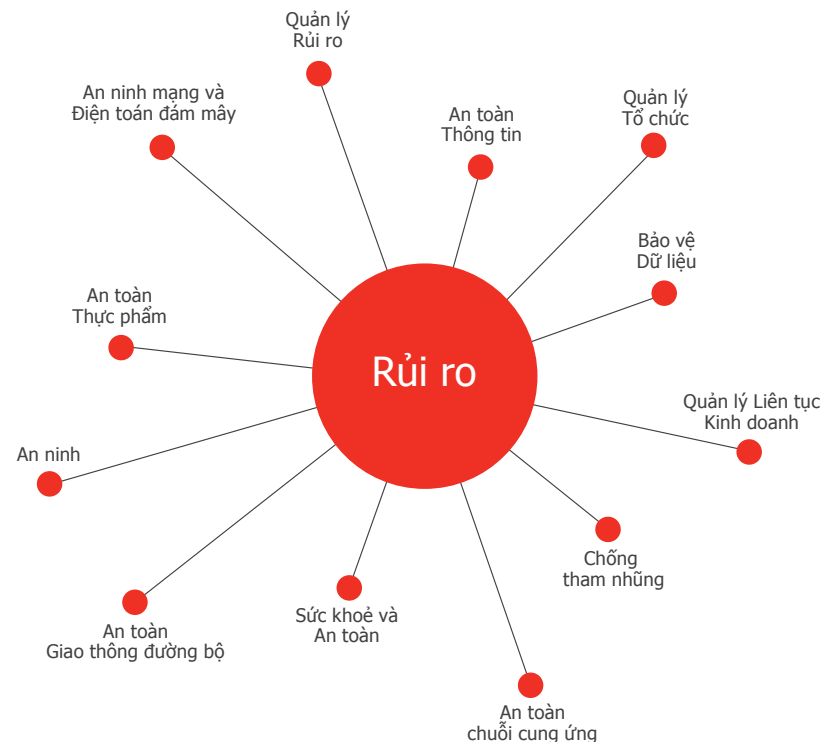 Quản lý
Rủi ro
An ninh mạng và
Điện toán đám mây
An toàn
Thông tin
Quản lý
Tổ chức
Bảo vệ
Dữ liệu
An toàn
Thực phẩm
Rủi ro
Quản lý Liên tục
Kinh doanh
An ninh
Chống
tham nhũng
Sức khoẻ và
An toàn
An toàn
Giao thông đường bộ
An toàn
chuỗi cung ứng